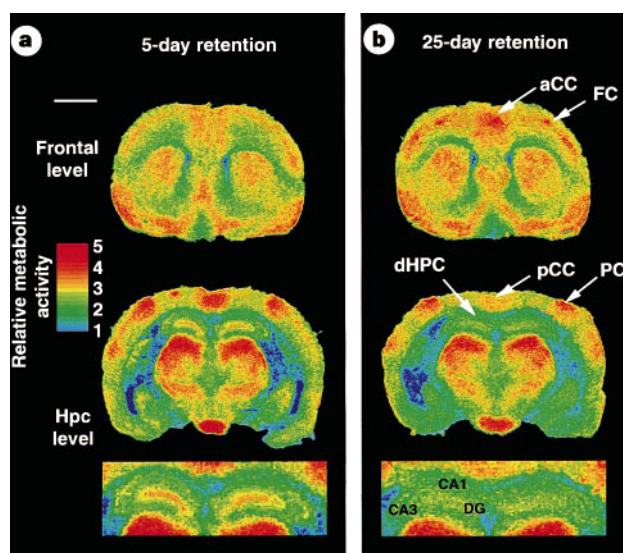 a
5-day retention
b
25-day retention
aCC
FC
Frontal
level
Relative metabolic
activity
5
4
3
2
1
dHPC
pCC
PC
Hpc
level
CA1
CA3
DG